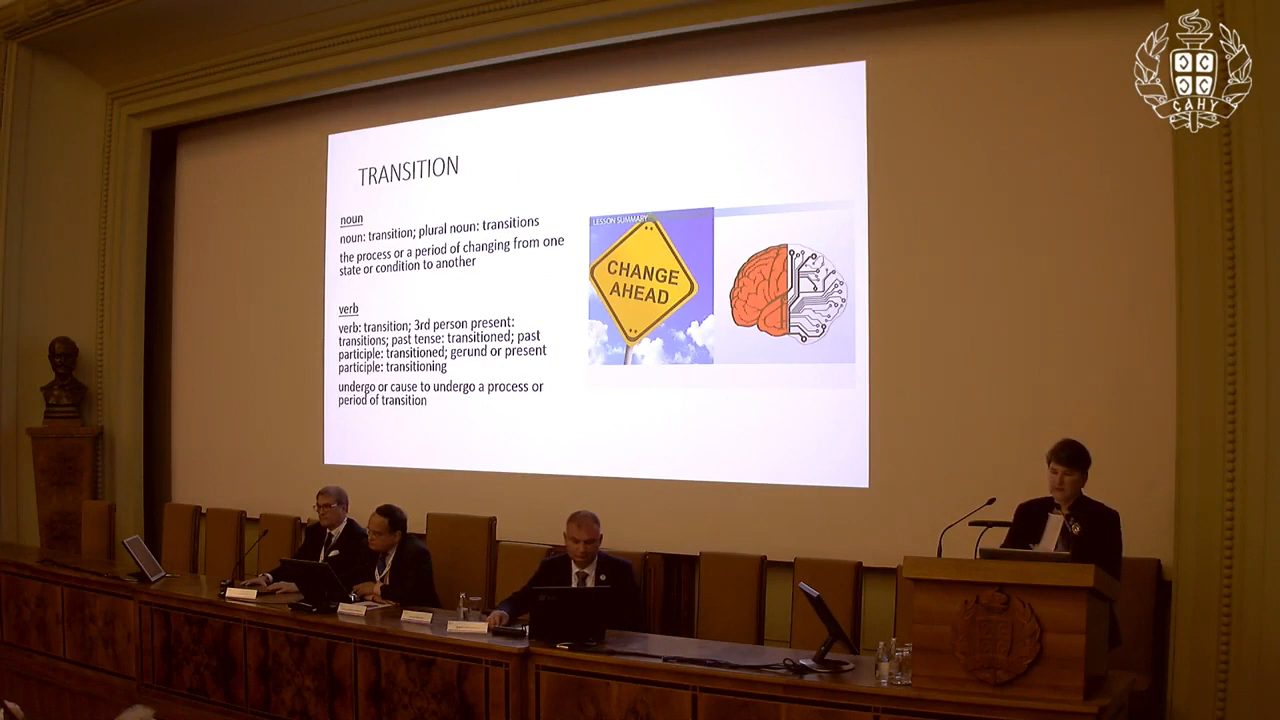 TRANSITION
noun
noun: transition; plural noun: transitions
the process or a period of changing from one
state or condition to another
verb
verb: transition; 3rd person present:
transitions; past tense: transitioned; past
participle: transitioned; gerund or present
participle: transitioning
undergo or cause to undergo a process or
period of transition
LESSON SUMMARY
CHANGE
AHEAD
САНУ